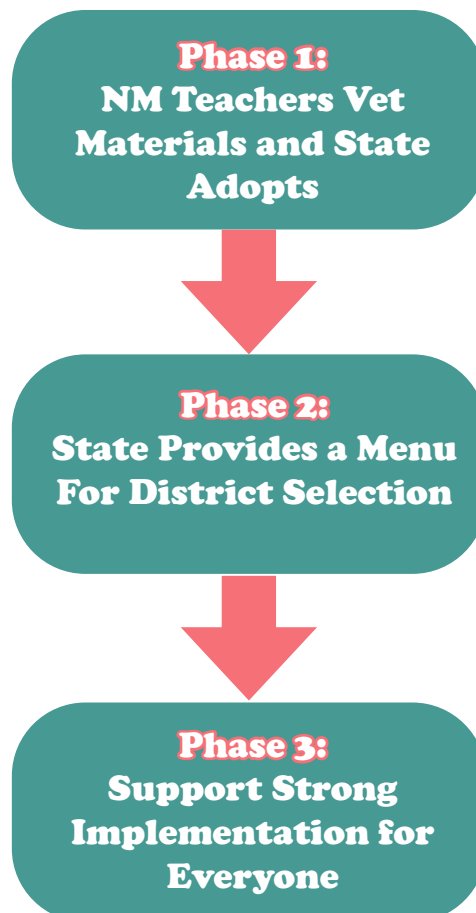 Phase 1:
NM Teachers Vet
Materials and State
Adopts
Phase 2:
State Provides a Menu
For District Selection
Phase 3:
Support Strong
Implementation for
Everyone